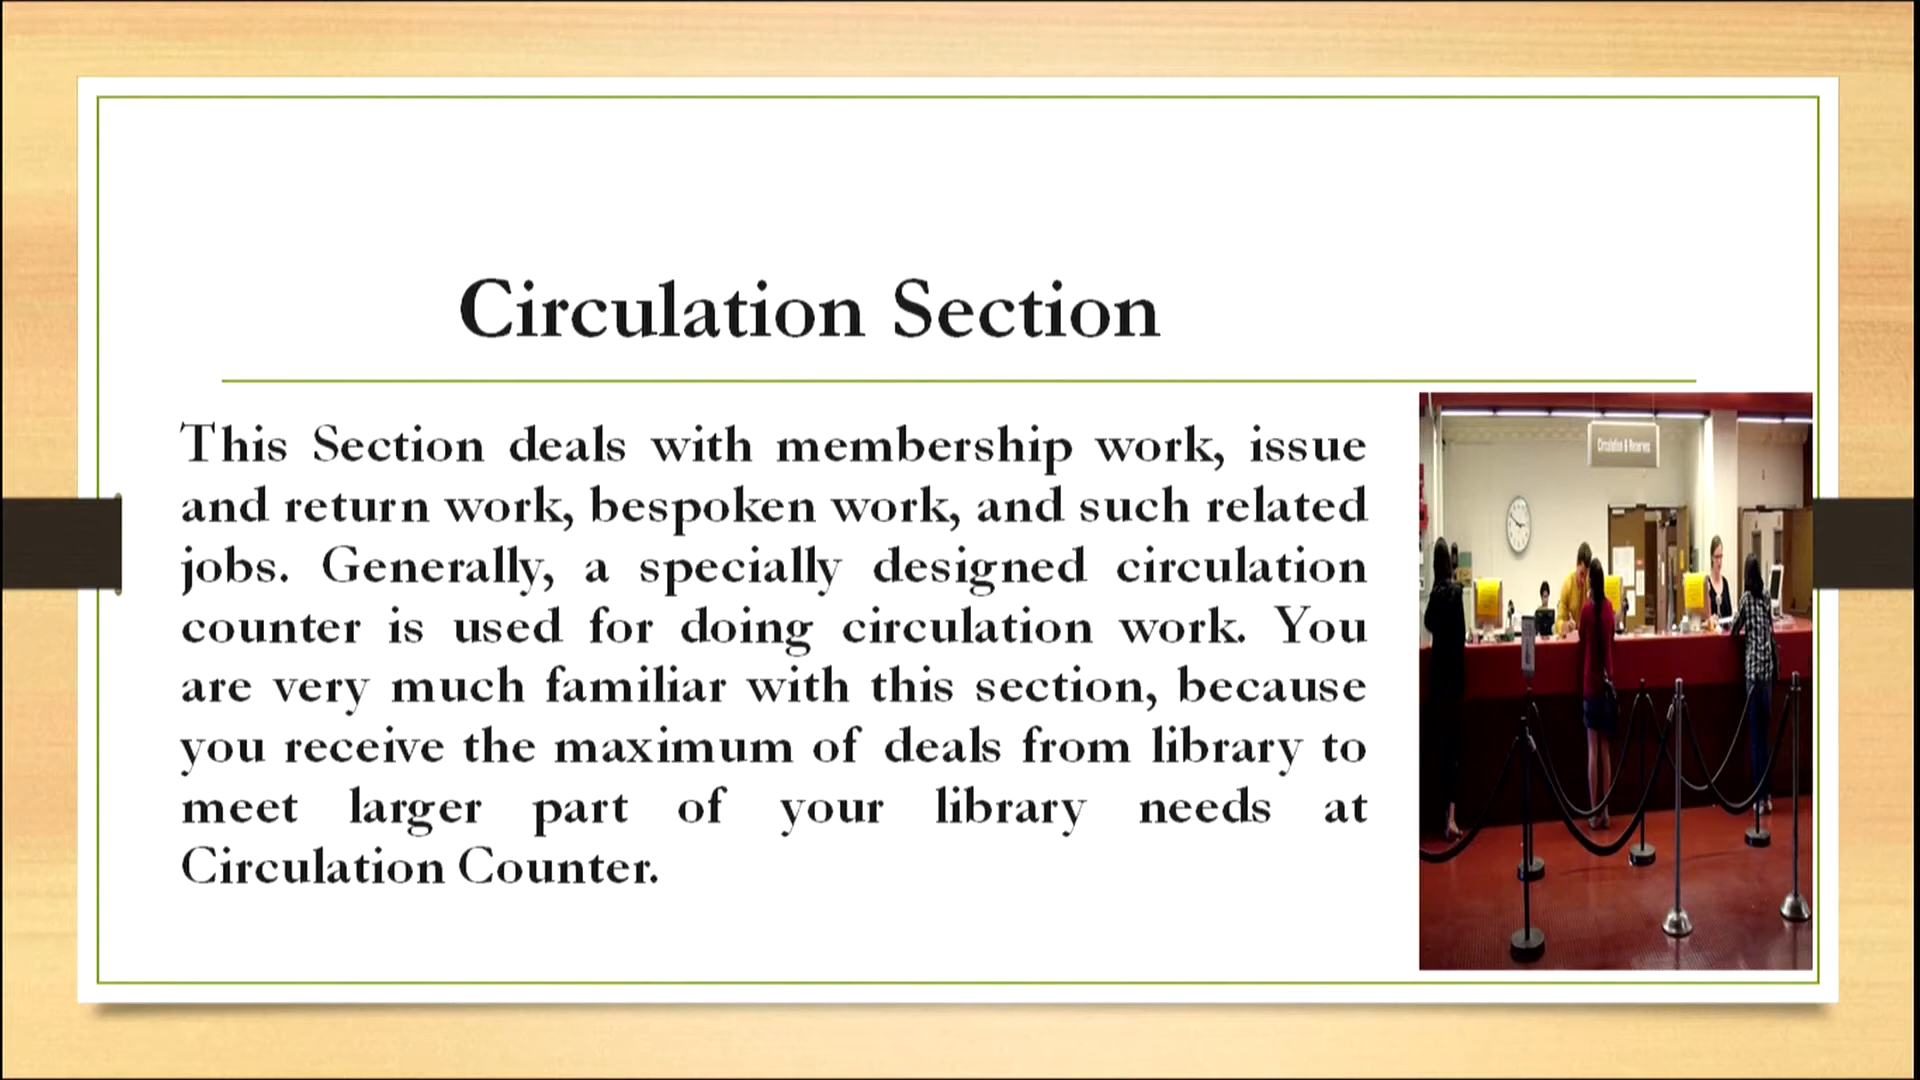 Circulation Section
This Section deals with membership work, issue
and return work, bespoken work, and such related
jobs. Generally, a specially designed circulation
counter is used for doing circulation work. You
are very much familiar with this section, because
you receive the maximum of deals from library to
meet larger part of your library needs at
Circulation Counter.
Circulation & Reserves